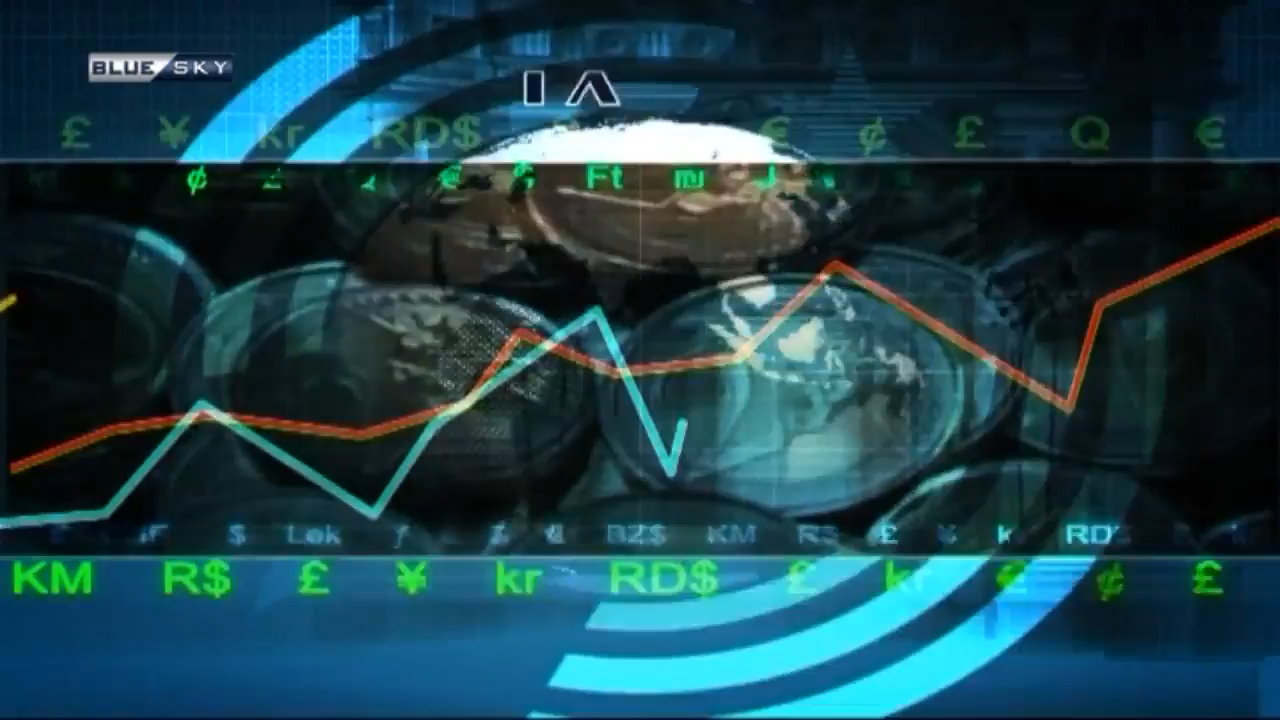 BLUE SKY
£ ¥ kr RD$ € ¢ £ Q €
¢ Ft ₪
$ Lek ƒ BZ$ KM R$ £ ¥ RD
KM R$ £ ¥ kr RD$ £ kr € ¢ £